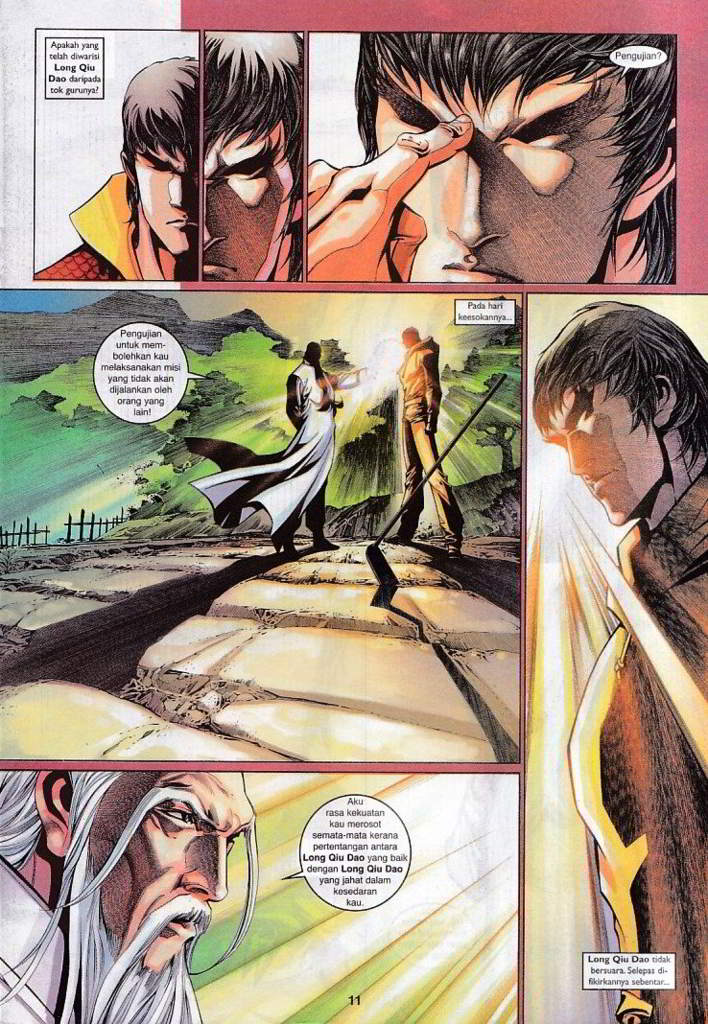 Apakah yang
telah diwarisi
Long Qiu
Dao daripada
tok gurunya?
Pengujian?
Pada hari
keesokannya...
Pengujian
untuk mem-
bolehkan kau
melaksanakan misi
yang tidak akan
dijalankan oleh
orang yang
lain!
Aku
rasa kekuatan
kau merosot
semata-mata kerana
pertentangan antara
Long Qiu Dao yang baik
dengan Long Qiu Dao
yang jahat dalam
kesedaran
kau.
Long Qiu Dao tidak
bersuara. Selepas di-
fikirkannya sebentar...
11